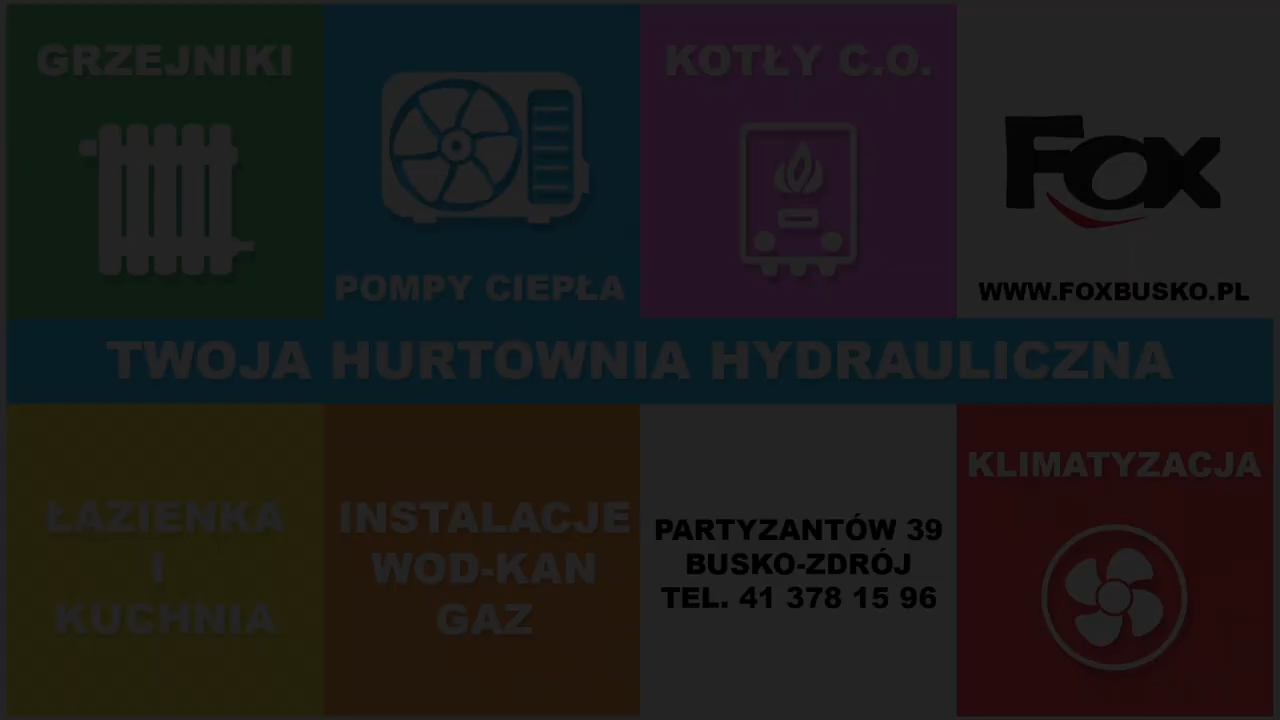 GRZEJNIKI
POMPY CIEPŁA
KOTŁY C.O.
FOX
WWW.FOXBUSKO.PL
TWOJA HURTOWNIA HYDRAULICZNA
ŁAZIENKA
I
KUCHNIA
INSTALACJE
WOD-KAN
GAZ
PARTYZANTÓW 39
BUSKO-ZDRÓJ
TEL. 41 378 15 96
KLIMATYZACJA